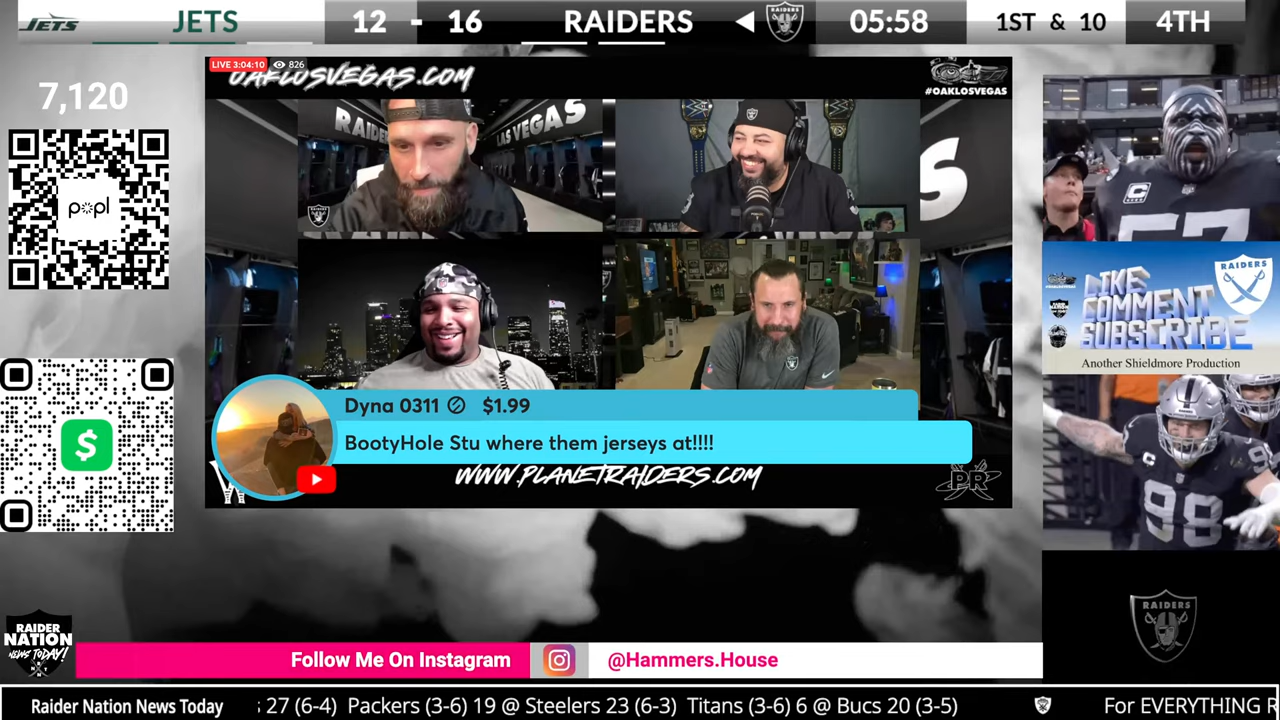 JETS
JETS
12 - 16
RAIDERS
05:58
1ST & 10
4TH
LIVE 3:04:10
826
OAKLOSVEGAS.COM
#OAKLOSVEGAS
7,120
popl
RAIDER
LAS VEGAS
S
C
57
RAIDERS
LIKE
COMMENT
SUBSCRIBE
Another Shieldmore Production
$
Dyna 0311
$1.99
BootyHole Stu where them jerseys at!!!!
WWW.PLANETRAIDERS.COM
PR
C
98
RAIDERS
RAIDER
NATION
NEWS TODAY!
Follow Me On Instagram
@Hammers.House
Raider Nation News Today
: 27 (6-4) Packers (3-6) 19 @ Steelers 23 (6-3) Titans (3-6) 6 @ Bucs 20 (3-5)
For EVERYTHING R